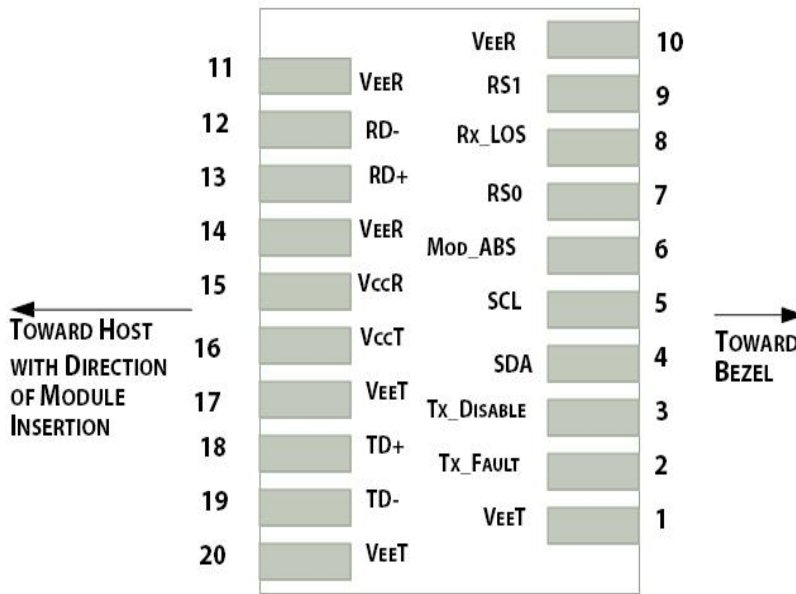 11
VEER
12
RD-
13
RD+
14
VEER
15
VCCR
16
VCCT
17
VEET
18
TD+
19
TD-
20
VEET
VEER
10
RS1
9
RX_LOS
8
RS0
7
MOD_ABS
6
SCL
5
SDA
4
TX_DISABLE
3
TX_FAULT
2
VEET
1
TOWARD HOST
WITH DIRECTION
OF MODULE
INSERTION
TOWARD
BEZEL